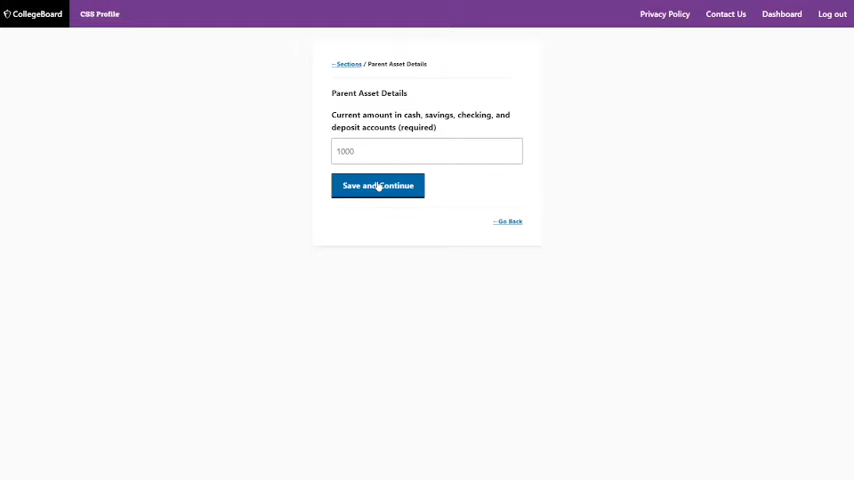 CollegeBoard CSS Profile Privacy Policy Contact Us Dashboard Log out
←Sections / Parent Asset Details
Parent Asset Details
Current amount in cash, savings, checking, and
deposit accounts (required)
1000
Save and Continue
←Go Back